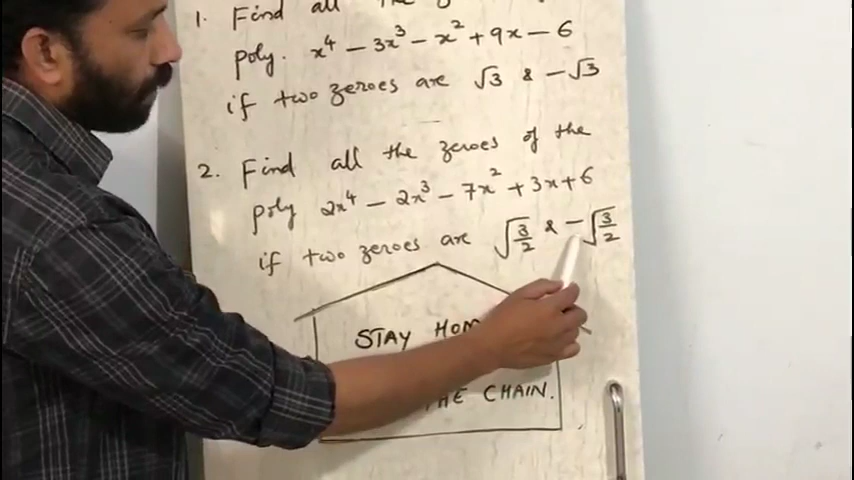 1. Find all the
poly. x⁴ − 3x³ − x² + 9x − 6
if two zeroes are √3 & −√3
2. Find all the zeroes of the
poly 2x⁴ − 2x³ − 7x² + 3x + 6
if two zeroes are √(3/2) & −√(3/2)
STAY
THE CHAIN.